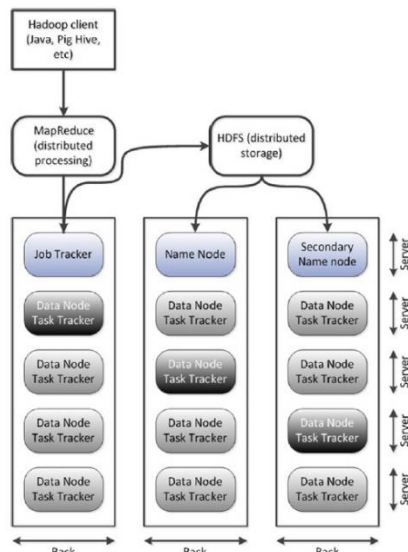 Hadoop client
(Java, Pig Hive,
etc)
MapReduce
(distributed
processing)
HDFS (distributed
storage)
Job Tracker
Name Node
Secondary
Name node
Server
Data Node
Task Tracker
Data Node
Task Tracker
Data Node
Task Tracker
Server
Data Node
Task Tracker
Data Node
Task Tracker
Data Node
Task Tracker
Server
Data Node
Task Tracker
Data Node
Task Tracker
Data Node
Task Tracker
Server
Data Node
Task Tracker
Data Node
Task Tracker
Data Node
Task Tracker
Server
Rack
Rack
Rack